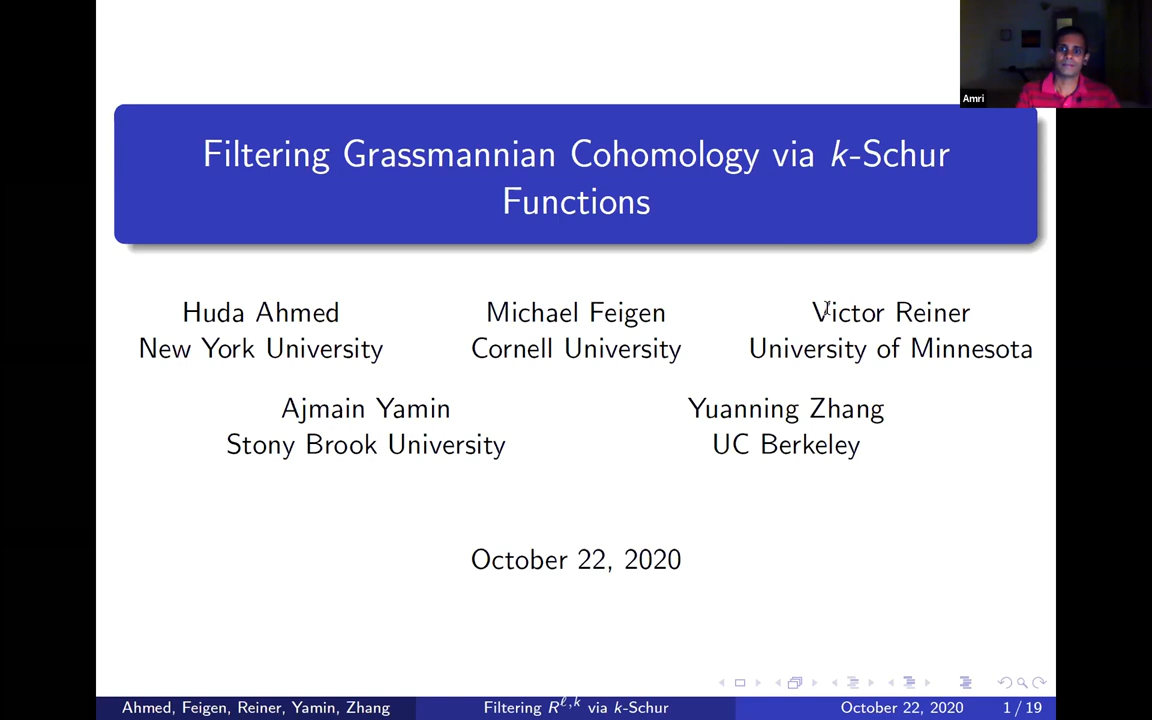 Amri
Filtering Grassmannian Cohomology via k-Schur
Functions
Huda Ahmed
New York University
Michael Feigen
Cornell University
Victor Reiner
University of Minnesota
Ajmain Yamin
Stony Brook University
Yuanning Zhang
UC Berkeley
October 22, 2020
Ahmed, Feigen, Reiner, Yamin, Zhang
Filtering R^{ℓ,k} via k-Schur
October 22, 2020
1 / 19